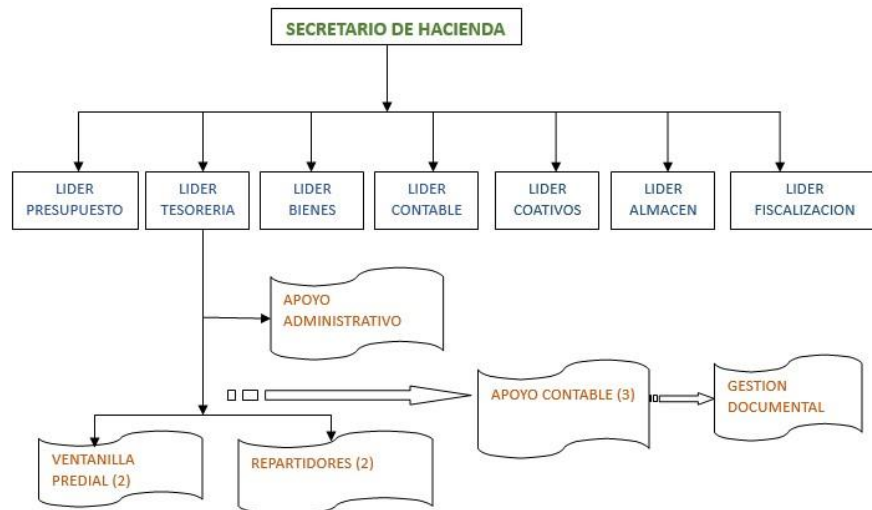 SECRETARIO DE HACIENDA
LIDER
PRESUPUESTO
LIDER
TESORERIA
LIDER
BIENES
LIDER
CONTABLE
LIDER
COATIVOS
LIDER
ALMACEN
LIDER
FISCALIZACION
APOYO
ADMINISTRATIVO
APOYO CONTABLE (3)
GESTION
DOCUMENTAL
VENTANILLA
PREDIAL (2)
REPARTIDORES (2)